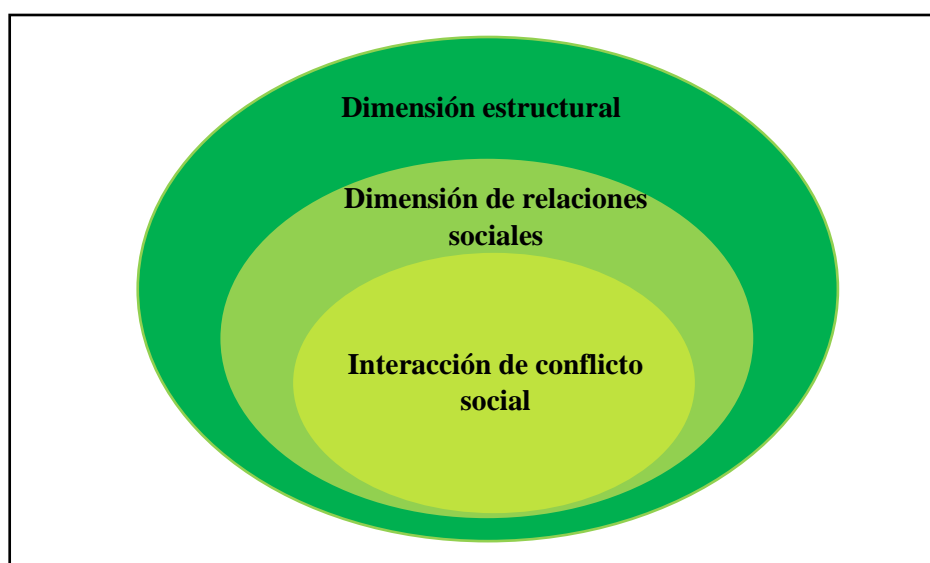 Dimensión estructural
Dimensión de relaciones
sociales
Interacción de conflicto
social